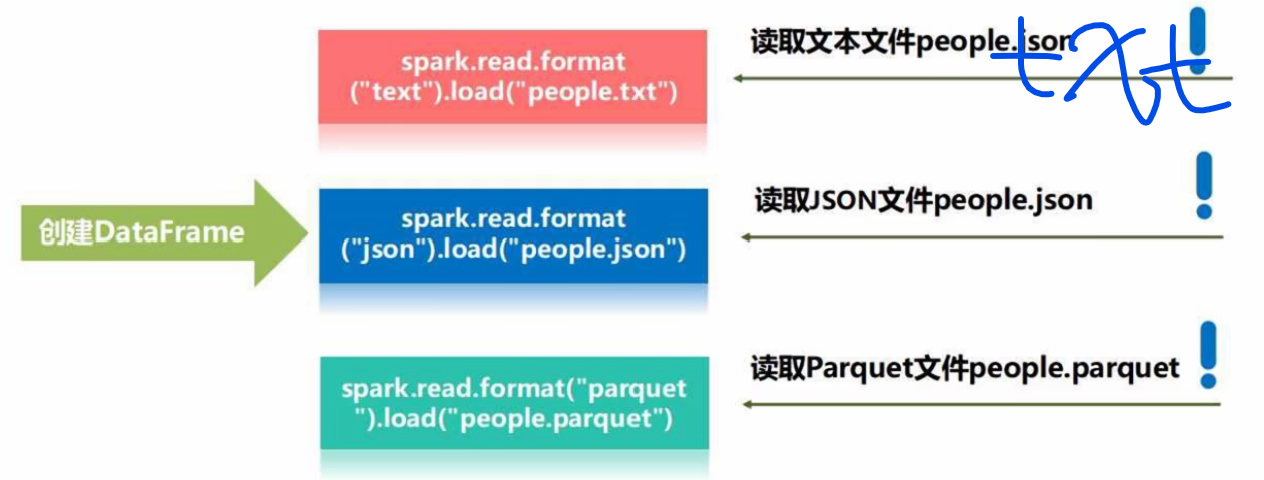 spark.read.format
("text").load("people.txt")
读取文本文件people.json
txt
创建DataFrame
spark.read.format
("json").load("people.json")
读取JSON文件people.json
spark.read.format("parquet
").load("people.parquet")
读取Parquet文件people.parquet